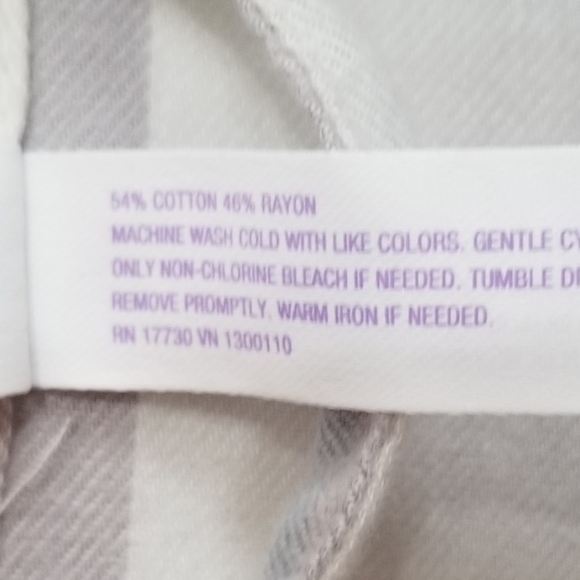 54% COTTON 46% RAYON
MACHINE WASH COLD WITH LIKE COLORS. GENTLE CY
ONLY NON-CHLORINE BLEACH IF NEEDED. TUMBLE D
REMOVE PROMPTLY. WARM IRON IF NEEDED.
RN 17730 VN 1300110